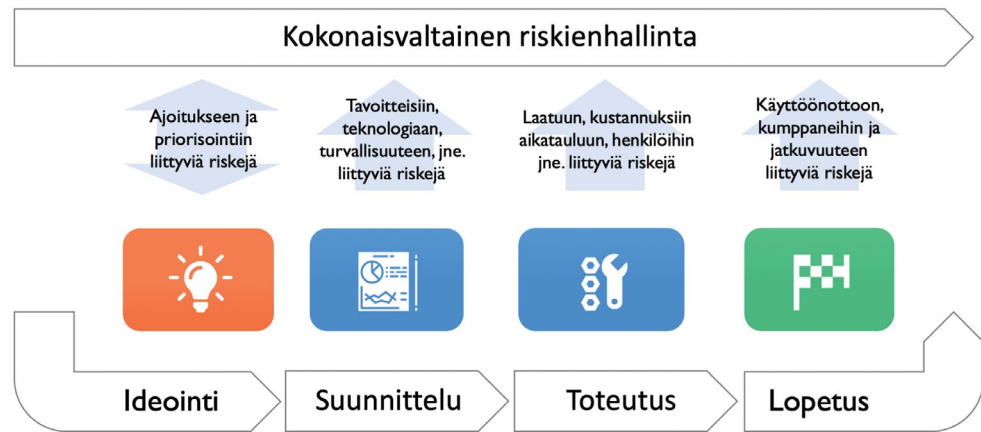 Kokonaisvaltainen riskienhallinta
Ajoitukseen ja
priorisointiin
liittyviä riskejä
Tavoitteisiin,
teknologiaan,
turvallisuuteen, jne.
liittyviä riskejä
Laatuun, kustannuksiin
aikatauluun, henkilöihin
jne. liittyviä riskejä
Käyttöönottoon,
kumppaneihin ja
jatkuvuuteen
liittyviä riskejä
Ideointi
Suunnittelu
Toteutus
Lopetus